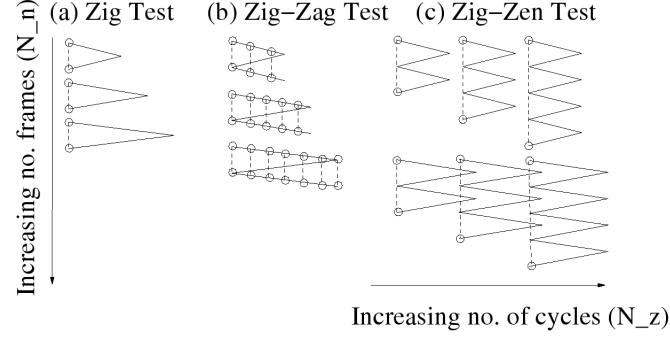 (a) Zig Test
(b) Zig-Zag Test
(c) Zig-Zen Test
Increasing no. frames (N_n)
Increasing no. of cycles (N_z)